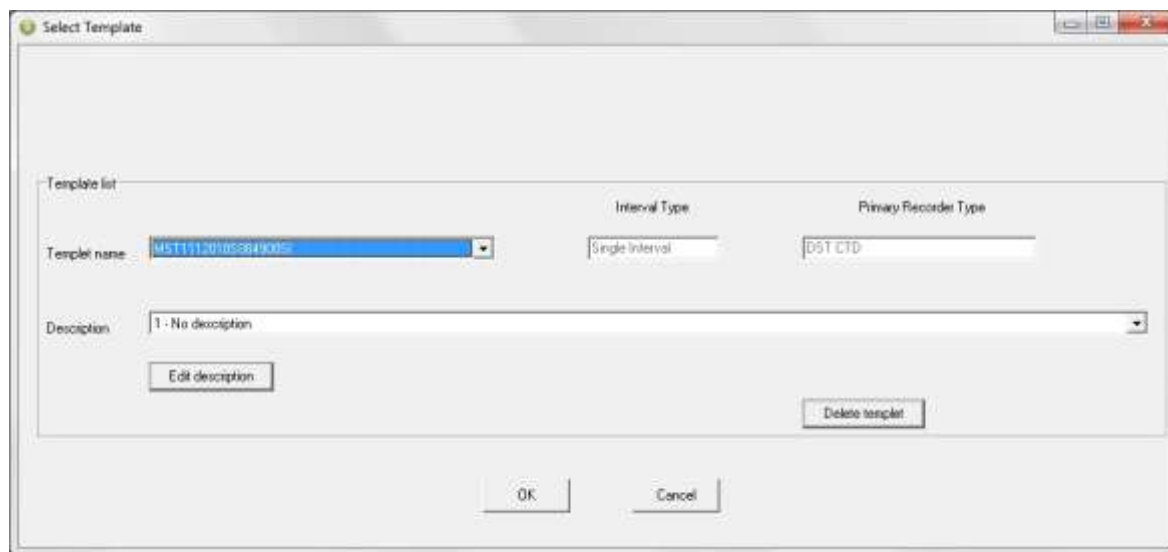 Select Template
Template list
Interval Type
Primary Recorder Type
Templet name
Single Interval
DST CTD
Description
1 - No description
Edit description
Delete templet
OK
Cancel